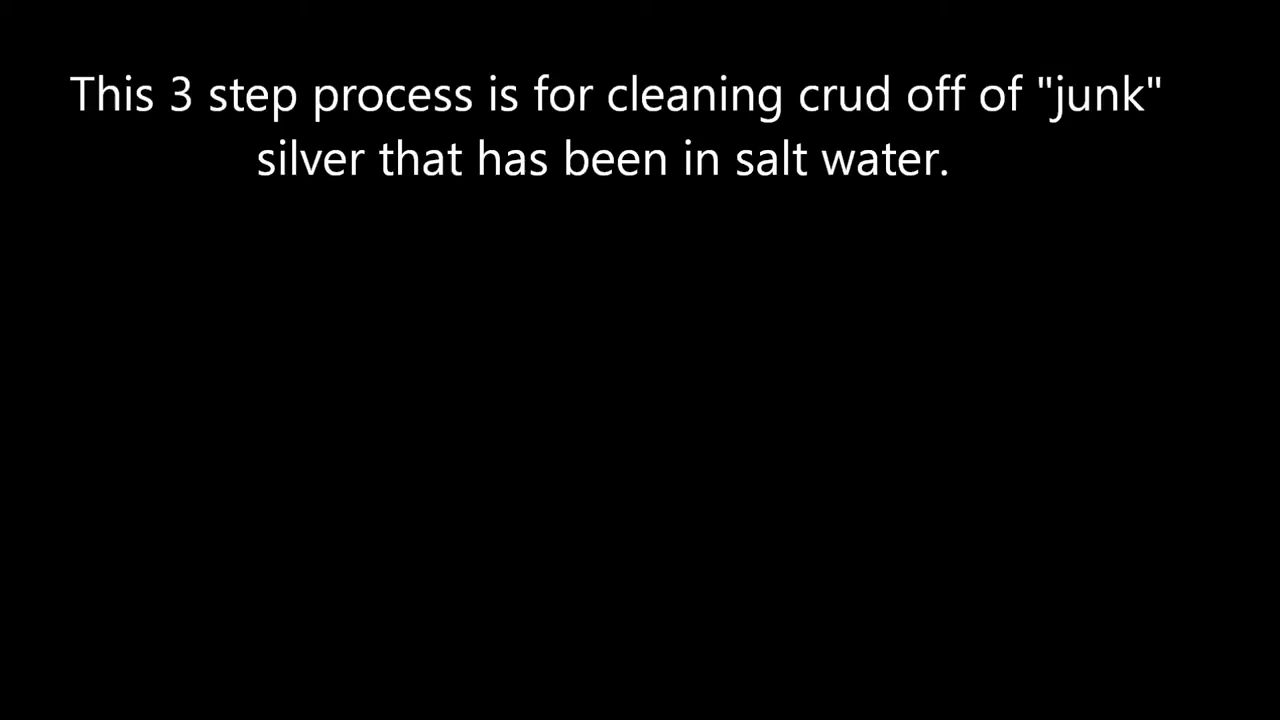 This 3 step process is for cleaning crud off of "junk"
silver that has been in salt water.